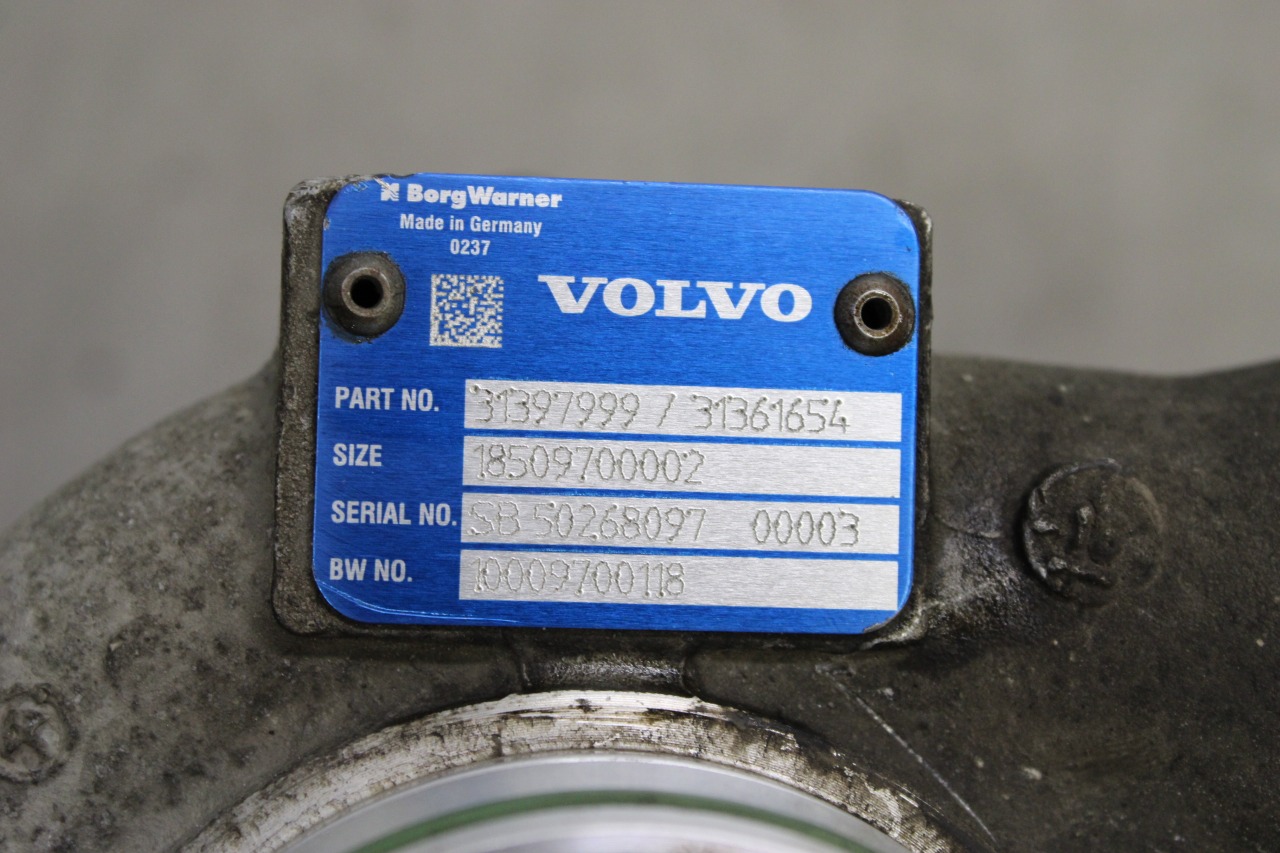 BorgWarner
Made in Germany
0237
VOLVO
PART NO. 31397999 / 31361654
SIZE 18509700002
SERIAL NO. SB 50268097 00003
BW NO. 10009700118